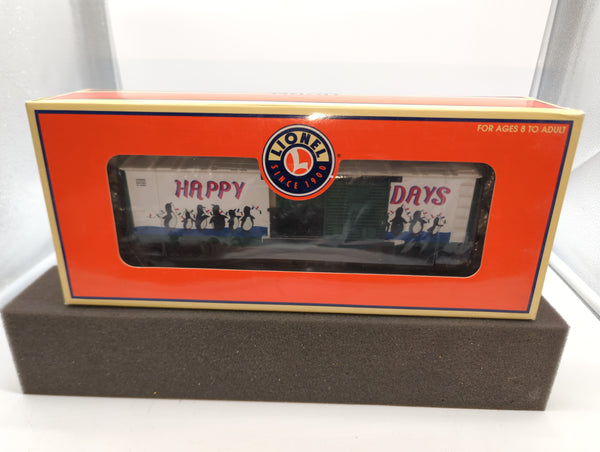 FOR AGES 8 TO ADULT
LIONEL
L
SINCE 1900
HAPPY DAYS